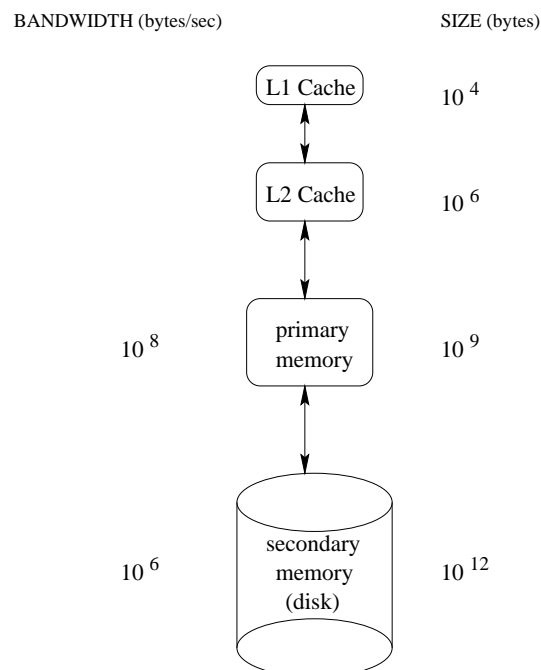 BANDWIDTH (bytes/sec)
SIZE (bytes)
L1 Cache
10 4
L2 Cache
10 6
10 8
primary
memory
10 9
10 6
secondary
memory
(disk)
10 12